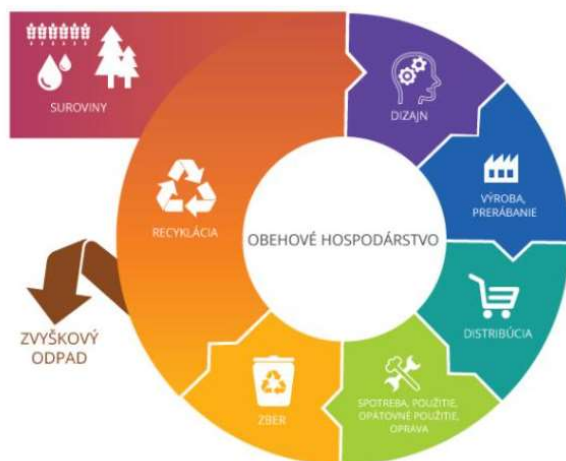 SUROVINY
DIZAJN
VÝROBA,
PRERÁBANIE
RECYKLÁCIA
OBEHOVÉ HOSPODÁRSTVO
DISTRIBÚCIA
ZVYŠKOVÝ
ODPAD
ZBER
SPOTREBA, POUŽITIE,
OPÄTOVNÉ POUŽITIE,
OPRAVA